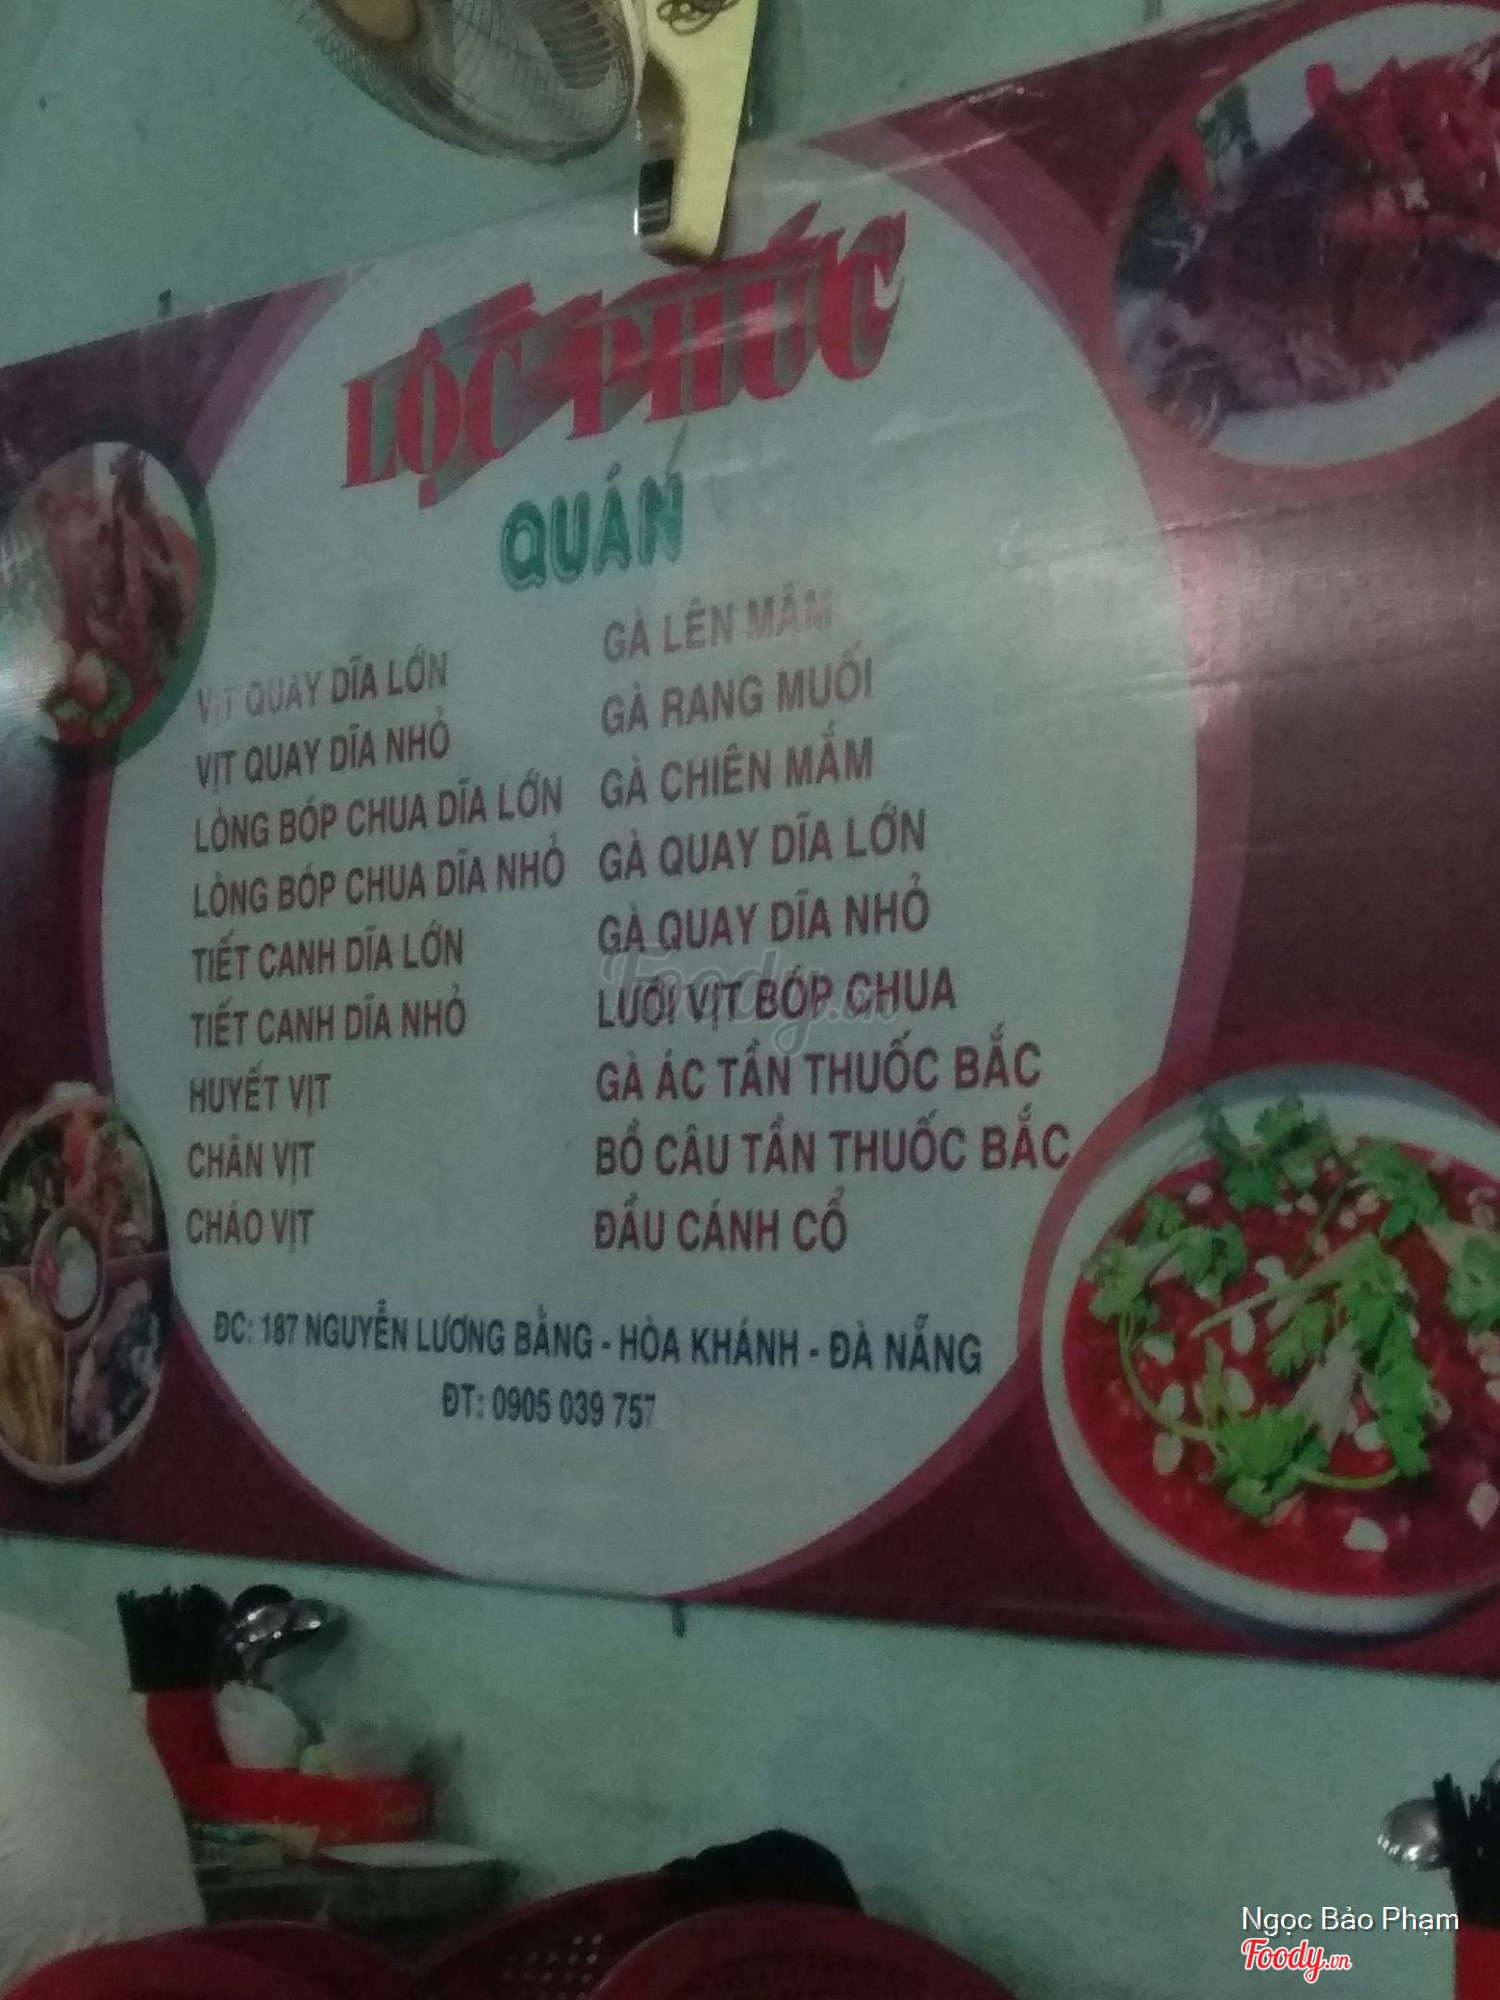 LỘC PHÚC
QUÁN
VỊT QUAY DĨA LỚN
VỊT QUAY DĨA NHỎ
LÒNG BÓP CHUA DĨA LỚN
LÒNG BÓP CHUA DĨA NHỎ
TIẾT CANH DĨA LỚN
TIẾT CANH DĨA NHỎ
HUYẾT VỊT
CHÂN VỊT
CHÁO VỊT
GÀ LÊN MÂM
GÀ RANG MUỐI
GÀ CHIÊN MẮM
GÀ QUAY DĨA LỚN
GÀ QUAY DĨA NHỎ
LƯỠI VỊT BÓP CHUA
GÀ ÁC TẦN THUỐC BẮC
BỒ CÂU TẦN THUỐC BẮC
ĐẦU CÁNH CỔ
ĐC: 187 NGUYỄN LƯƠNG BẰNG - HÒA KHÁNH - ĐÀ NẴNG
ĐT: 0905 039 757
Foody.vn
Ngọc Bảo Phạm
Foody.vn